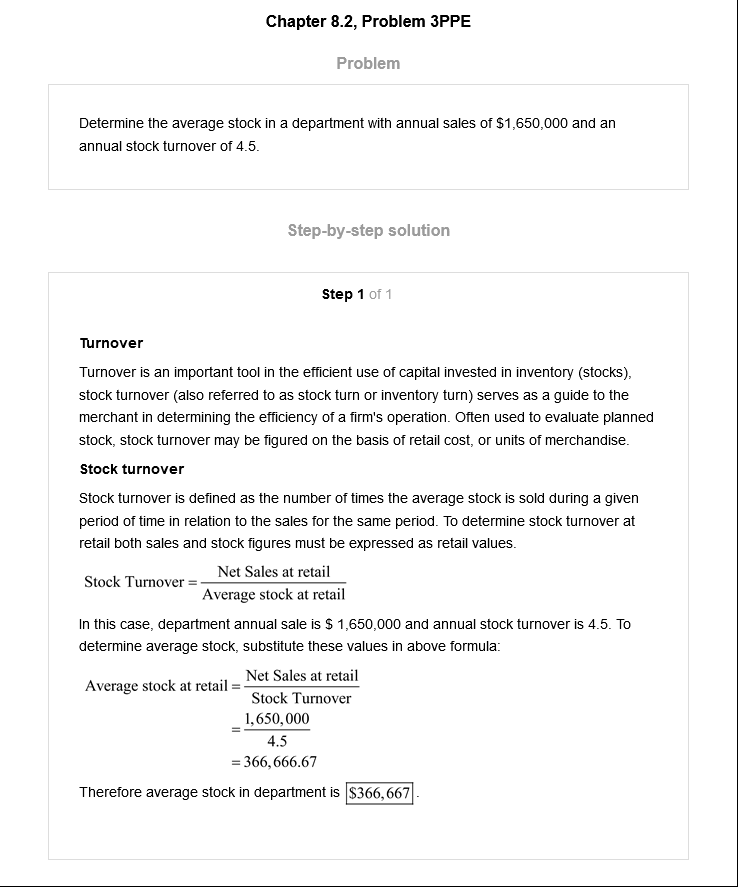 Chapter 8.2, Problem 3PPE
Problem
Determine the average stock in a department with annual sales of $1,650,000 and an
annual stock turnover of 4.5.
Step-by-step solution
Step 1 of 1
Turnover
Turnover is an important tool in the efficient use of capital invested in inventory (stocks),
stock turnover (also referred to as stock turn or inventory turn) serves as a guide to the
merchant in determining the efficiency of a firm's operation. Often used to evaluate planned
stock, stock turnover may be figured on the basis of retail cost, or units of merchandise.
Stock turnover
Stock turnover is defined as the number of times the average stock is sold during a given
period of time in relation to the sales for the same period. To determine stock turnover at
retail both sales and stock figures must be expressed as retail values.
Stock Turnover =
Net Sales at retail
Average stock at retail
In this case, department annual sale is $ 1,650,000 and annual stock turnover is 4.5. To
determine average stock, substitute these values in above formula:
Average stock at retail =
Net Sales at retail
Stock Turnover
=
1,650,000
4.5
= 366,666.67
Therefore average stock in department is $366,667 .